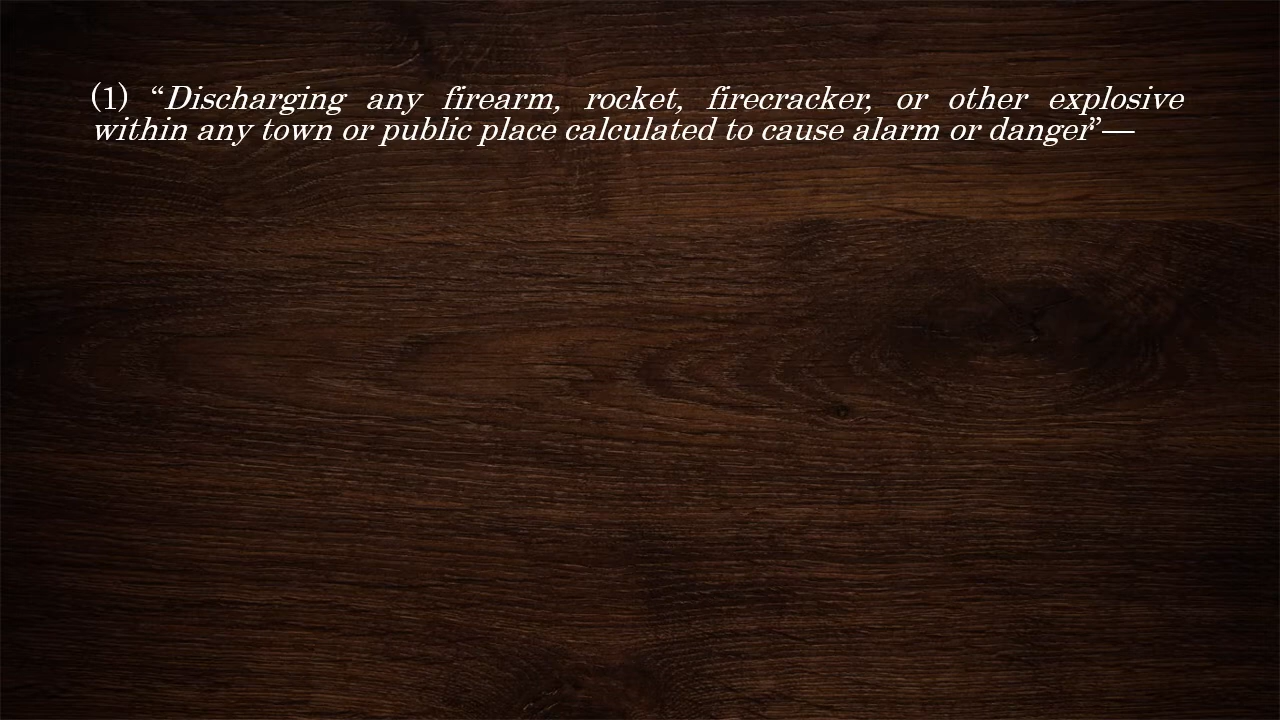 (1) “Discharging any firearm, rocket, firecracker, or other explosive
within any town or public place calculated to cause alarm or danger”—